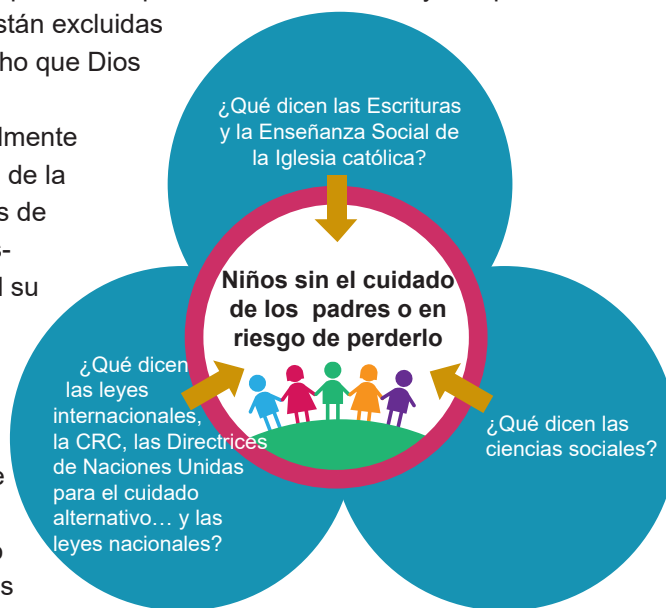 están excluidas
ho que Dios
lmente
de la
s de
s-
su
¿Qué dicen las Escrituras
y la Enseñanza Social de
la Iglesia católica?
Niños sin el cuidado
de los padres o en
riesgo de perderlo
¿Qué dicen
las leyes
internacionales,
la CRC, las Directrices
de Naciones Unidas
para el cuidado
alternativo… y las
leyes nacionales?
¿Qué dicen las
ciencias sociales?
e
o
s